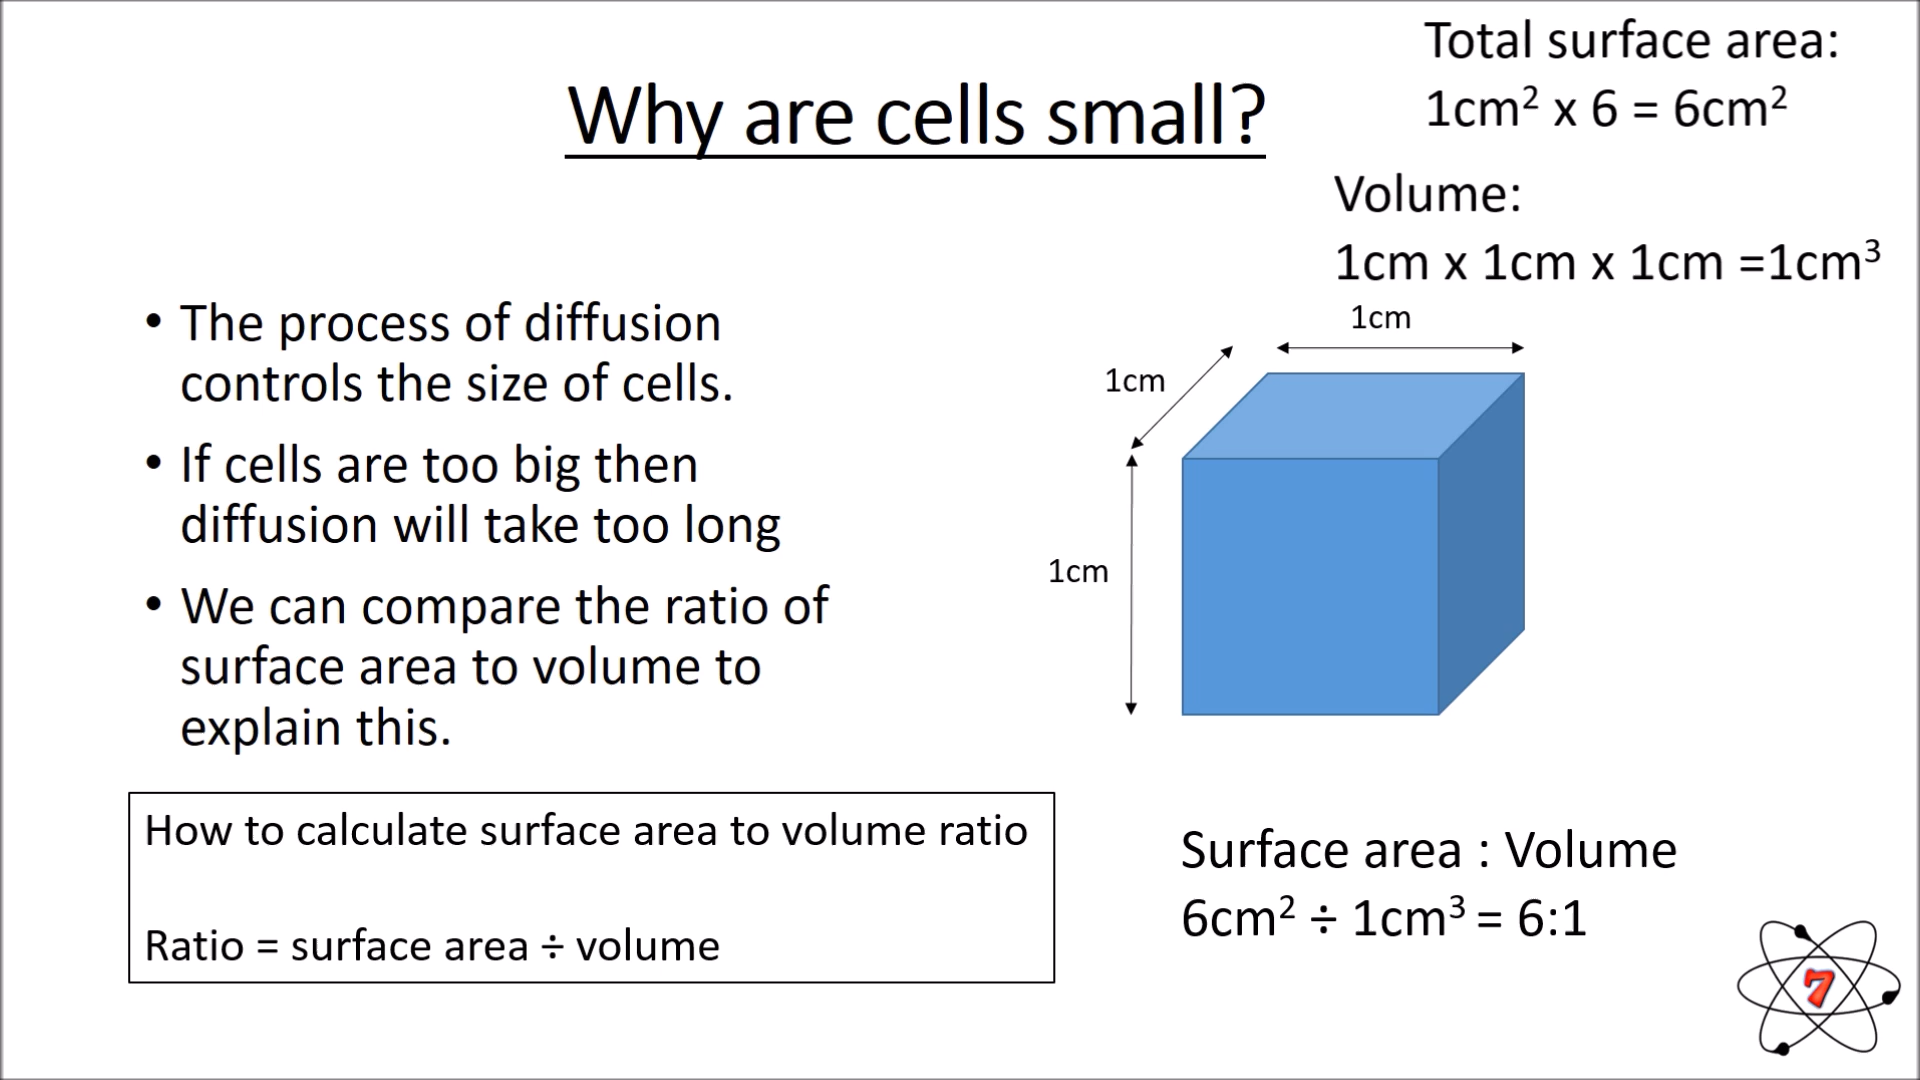 Why are cells small?
Total surface area:
1cm² x 6 = 6cm²
Volume:
1cm x 1cm x 1cm =1cm³
• The process of diffusion
controls the size of cells.
• If cells are too big then
diffusion will take too long
• We can compare the ratio of
surface area to volume to
explain this.
1cm
1cm
1cm
How to calculate surface area to volume ratio
Ratio = surface area ÷ volume
Surface area : Volume
6cm² ÷ 1cm³ = 6:1
7